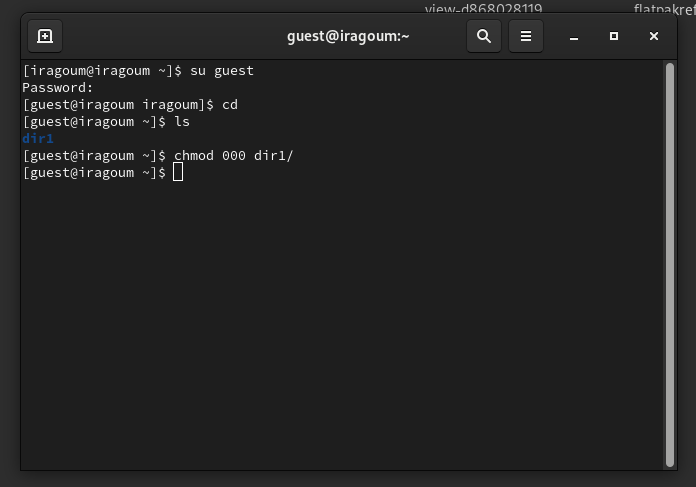 view-d868028119
flatpakref
guest@iragoum:~
[iragoum@iragoum ~]$ su guest
Password:
[guest@iragoum iragoum]$ cd
[guest@iragoum ~]$ ls
dir1
[guest@iragoum ~]$ chmod 000 dir1/
[guest@iragoum ~]$